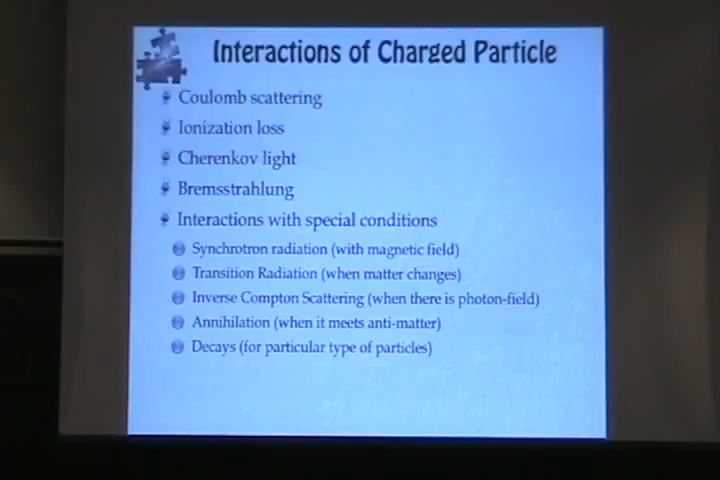 Interactions of Charged Particle
Coulomb scattering
Ionization loss
Cherenkov light
Bremsstrahlung
Interactions with special conditions
Synchrotron radiation (with magnetic field)
Transition Radiation (when matter changes)
Inverse Compton Scattering (when there is photon-field)
Annihilation (when it meets anti-matter)
Decays (for particular type of particles)